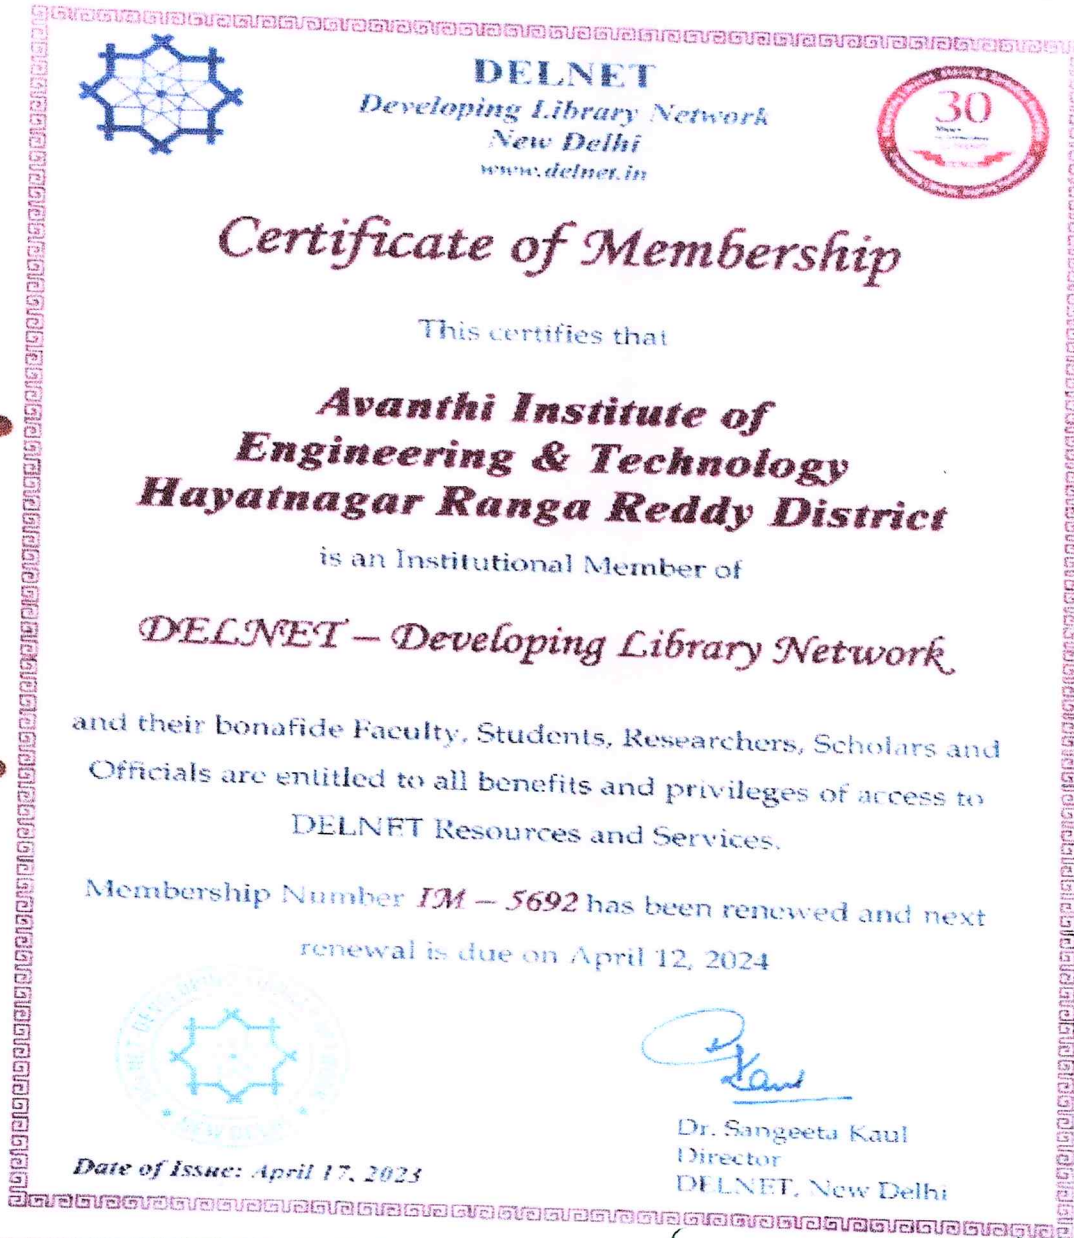 DELNET
Developing Library Network
New Delhi
www.delnet.in
30
Certificate of Membership
This certifies that
Avanthi Institute of
Engineering & Technology
Hayatnagar Ranga Reddy District
is an Institutional Member of
DELNET – Developing Library Network
and their bonafide Faculty, Students, Researchers, Scholars and
Officials are entitled to all benefits and privileges of access to
DELNET Resources and Services.
Membership Number IM – 5692 has been renewed and next
renewal is due on April 12, 2024
NEW DELHI
Kaul
Dr. Sangeeta Kaul
Director
DELNET, New Delhi
Date of Issue: April 17, 2023